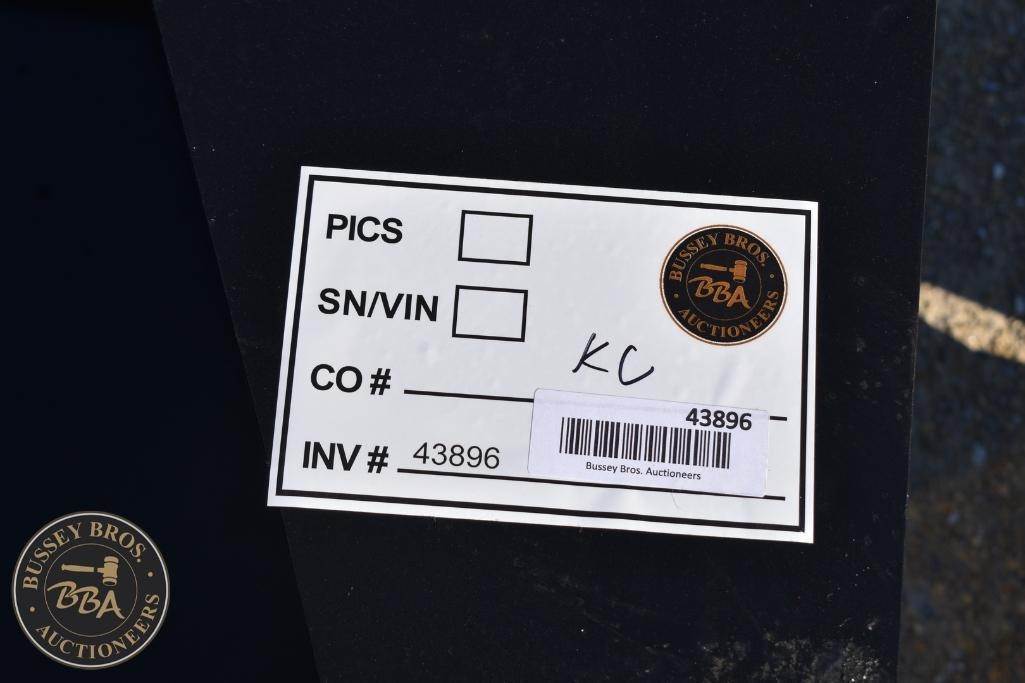 PICS
SN/VIN
CO # KC
INV # 43896
BUSSEY BROS.
BBA
AUCTIONEERS
43896
Bussey Bros. Auctioneers
BUSSEY BROS.
BBA
AUCTIONEERS